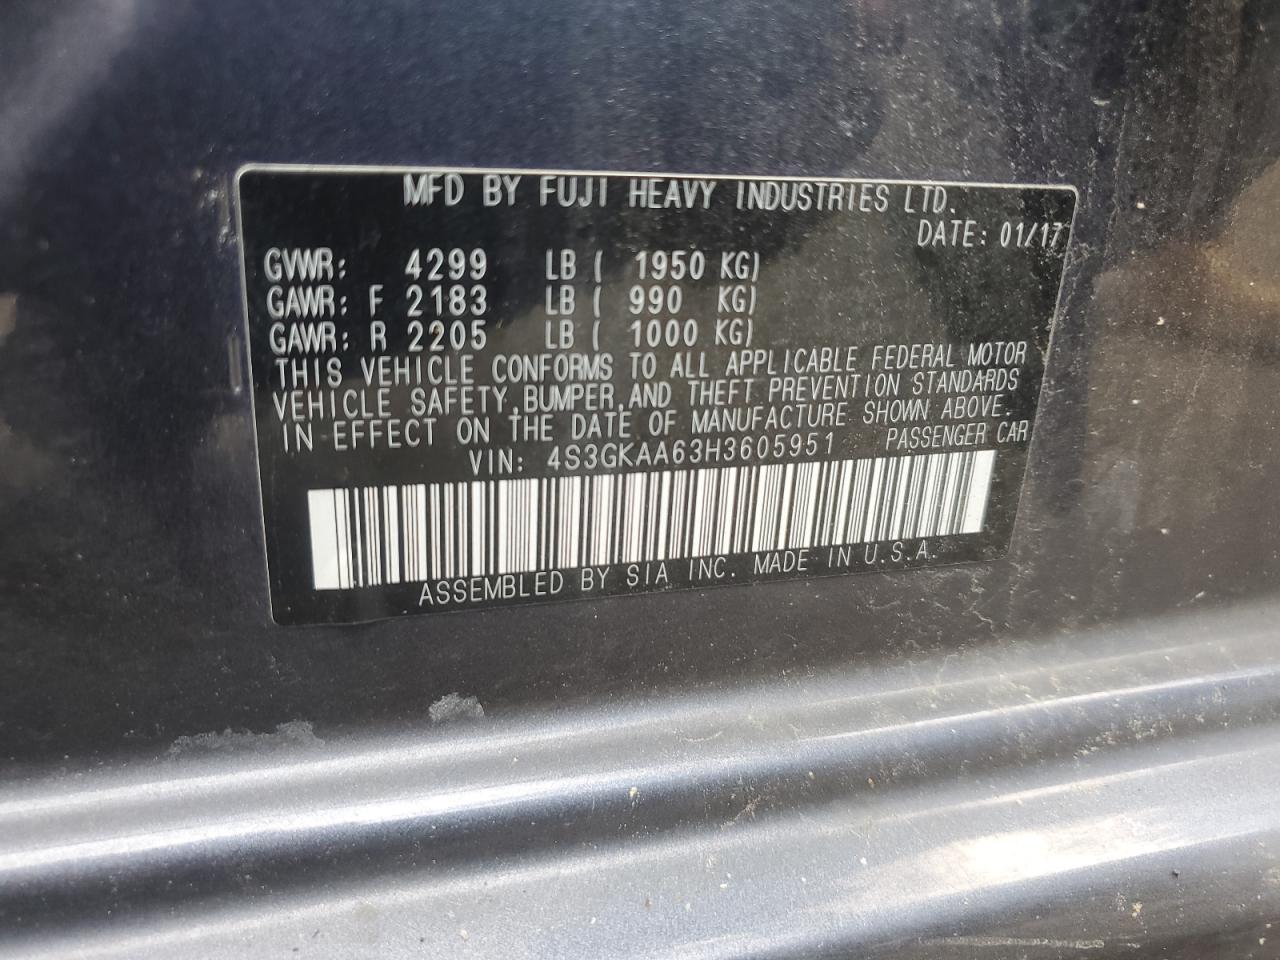 MFD BY FUJI HEAVY INDUSTRIES LTD.
DATE: 01/17
GVWR: 4299 LB ( 1950 KG)
GAWR: F 2183 LB ( 990 KG)
GAWR: R 2205 LB ( 1000 KG)
THIS VEHICLE CONFORMS TO ALL APPLICABLE FEDERAL MOTOR
VEHICLE SAFETY, BUMPER, AND THEFT PREVENTION STANDARDS
IN EFFECT ON THE DATE OF MANUFACTURE SHOWN ABOVE.
VIN: 4S3GKAA63H3605951 PASSENGER CAR
ASSEMBLED BY SIA INC. MADE IN U.S.A.